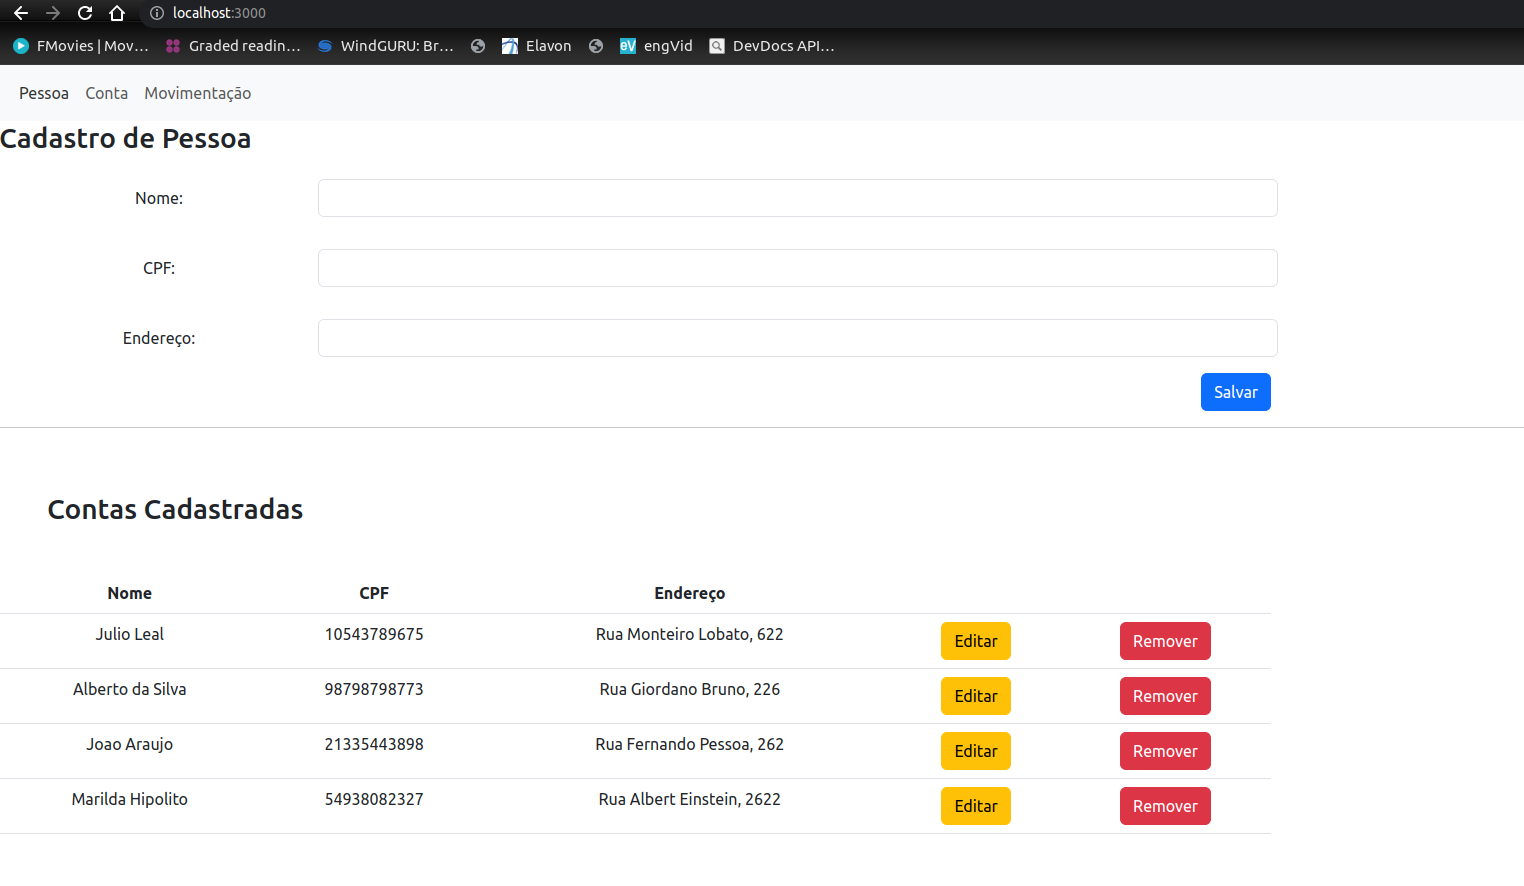 localhost:3000
FMovies | Mov... Graded readin... WindGURU: Br... Elavon eV engVid DevDocs API...
Pessoa Conta Movimentação
Cadastro de Pessoa
Nome:
CPF:
Endereço:
Salvar
Contas Cadastradas
Nome CPF Endereço
Julio Leal 10543789675 Rua Monteiro Lobato, 622 Editar Remover
Alberto da Silva 98798798773 Rua Giordano Bruno, 226 Editar Remover
Joao Araujo 21335443898 Rua Fernando Pessoa, 262 Editar Remover
Marilda Hipolito 54938082327 Rua Albert Einstein, 2622 Editar Remover